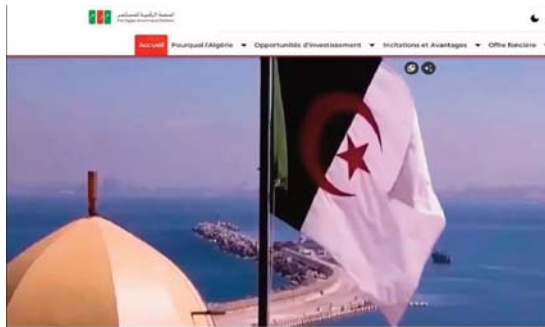 المنصة الرقمية للمستثمر
Accueil Pourquoi l'Algérie Opportunités d'investissement Incitations et Avantages Offre foncière